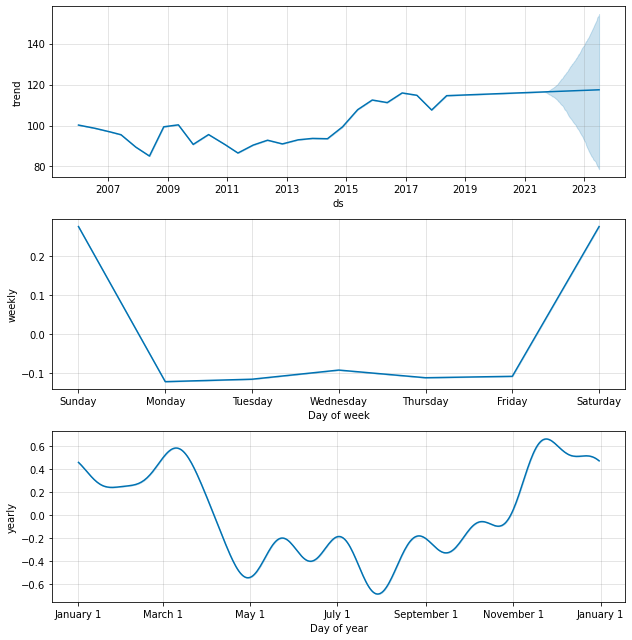 trend
140
120
100
80
2007 2009 2011 2013 2015 2017 2019 2021 2023
ds
weekly
0.2
0.1
0.0
−0.1
Sunday Monday Tuesday Wednesday Thursday Friday Saturday
Day of week
yearly
0.6
0.4
0.2
0.0
−0.2
−0.4
−0.6
January 1 March 1 May 1 July 1 September 1 November 1 January 1
Day of year